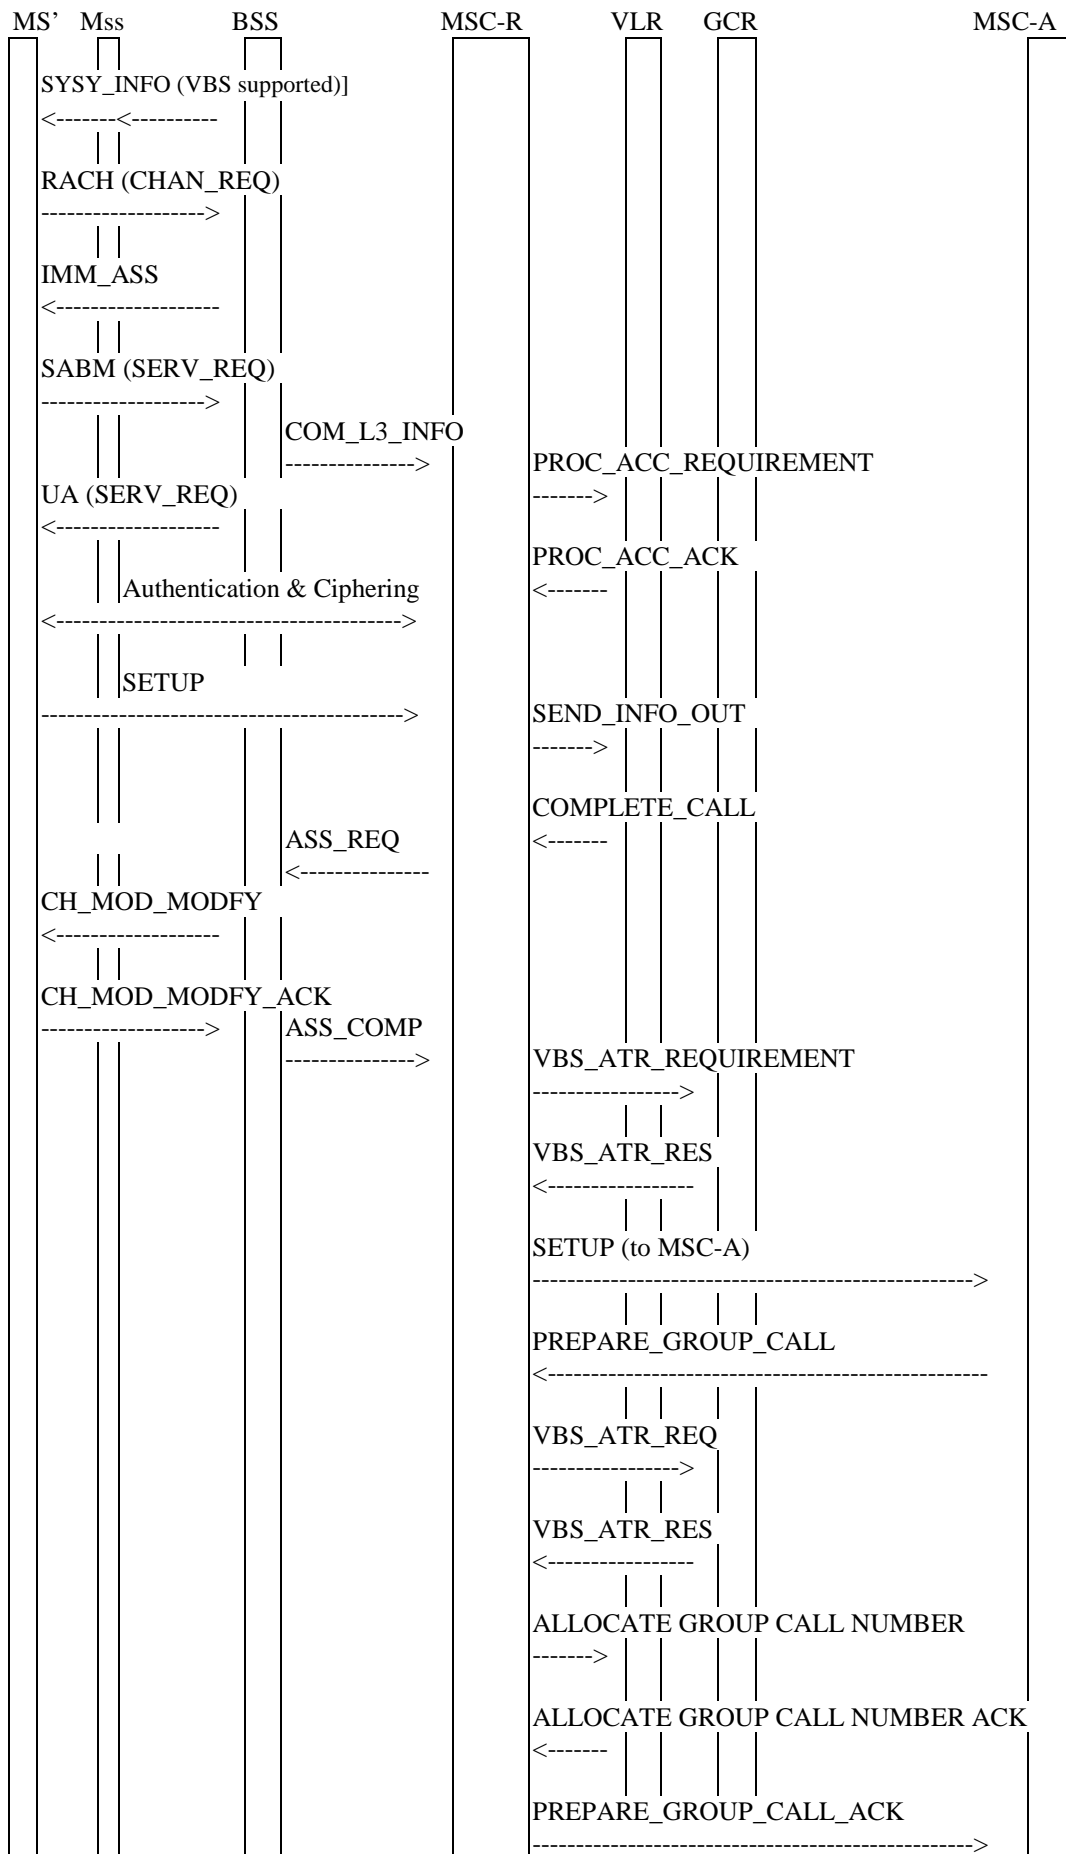 MS’ Mss BSS MSC-R VLR GCR MSC-A
SYSY_INFO (VBS supported)]
<-------<----------
RACH (CHAN_REQ)
------------------->
IMM_ASS
<-------------------
SABM (SERV_REQ)
------------------->
COM_L3_INFO
---------------> PROC_ACC_REQUIREMENT
UA (SERV_REQ) ------->
<-------------------
PROC_ACC_ACK
Authentication & Ciphering <-------
<---------------------------------------->
SETUP
------------------------------------------> SEND_INFO_OUT
------->
COMPLETE_CALL
ASS_REQ <-------
<---------------
CH_MOD_MODFY
<-------------------
CH_MOD_MODFY_ACK
-------------------> ASS_COMP
---------------> VBS_ATR_REQUIREMENT
----------------->
VBS_ATR_RES
<-----------------
SETUP (to MSC-A)
--------------------------------------------------->
PREPARE_GROUP_CALL
<---------------------------------------------------
VBS_ATR_REQ
----------------->
VBS_ATR_RES
<-----------------
ALLOCATE GROUP CALL NUMBER
------->
ALLOCATE GROUP CALL NUMBER ACK
<-------
PREPARE_GROUP_CALL_ACK
--------------------------------------------------->